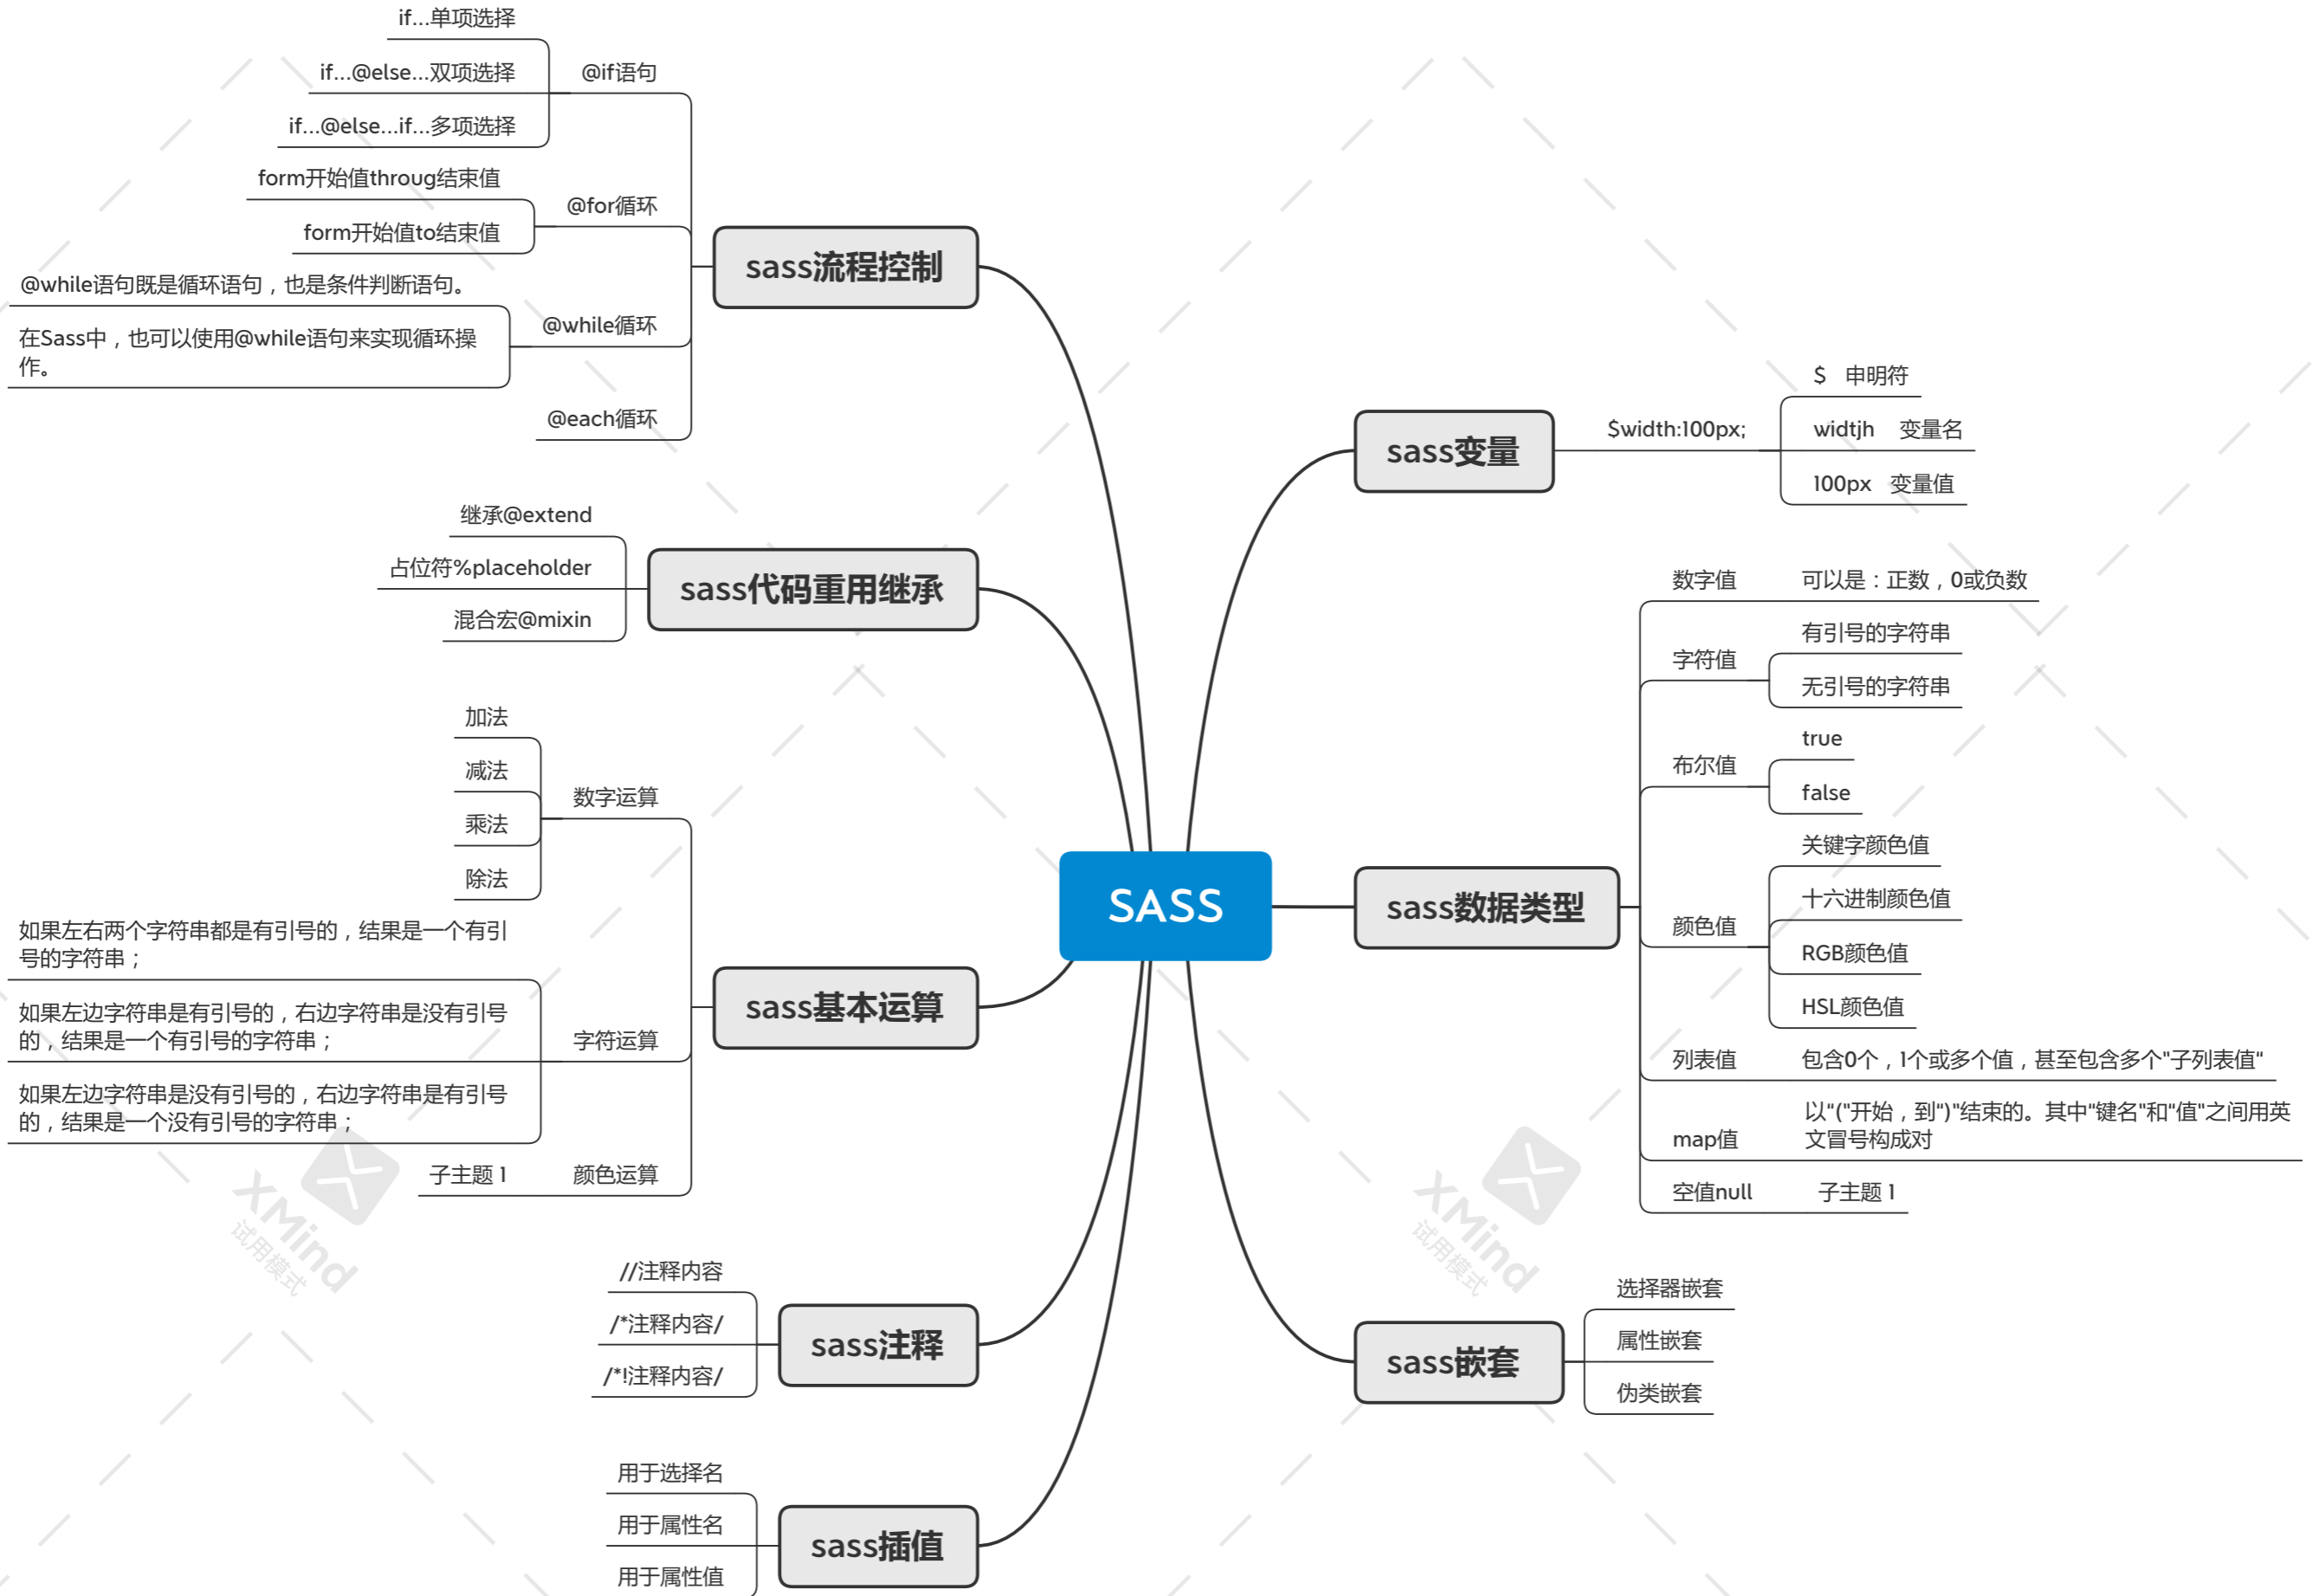 SASS
sass变量
$width:100px;
$ 申明符
widtjh 变量名
100px 变量值
sass数据类型
数字值
可以是：正数，0或负数
字符值
有引号的字符串
无引号的字符串
布尔值
true
false
颜色值
关键字颜色值
十六进制颜色值
RGB颜色值
HSL颜色值
列表值
包含0个，1个或多个值，甚至包含多个"子列表值"
map值
以"("开始，到")"结束的。其中"键名"和"值"之间用英
文冒号构成对
空值null
子主题 1
sass嵌套
选择器嵌套
属性嵌套
伪类嵌套
sass流程控制
@if语句
if...单项选择
if...@else...双项选择
if...@else...if...多项选择
@for循环
form开始值throug结束值
form开始值to结束值
@while循环
@while语句既是循环语句，也是条件判断语句。
在Sass中，也可以使用@while语句来实现循环操
作。
@each循环
sass代码重用继承
继承@extend
占位符%placeholder
混合宏@mixin
sass基本运算
数字运算
加法
减法
乘法
除法
字符运算
如果左右两个字符串都是有引号的，结果是一个有引
号的字符串；
如果左边字符串是有引号的，右边字符串是没有引号
的，结果是一个有引号的字符串；
如果左边字符串是没有引号的，右边字符串是有引号
的，结果是一个没有引号的字符串；
颜色运算
子主题 1
sass注释
//注释内容
/*注释内容/
/*!注释内容/
sass插值
用于选择名
用于属性名
用于属性值
XMind
试用模式
XMind
试用模式